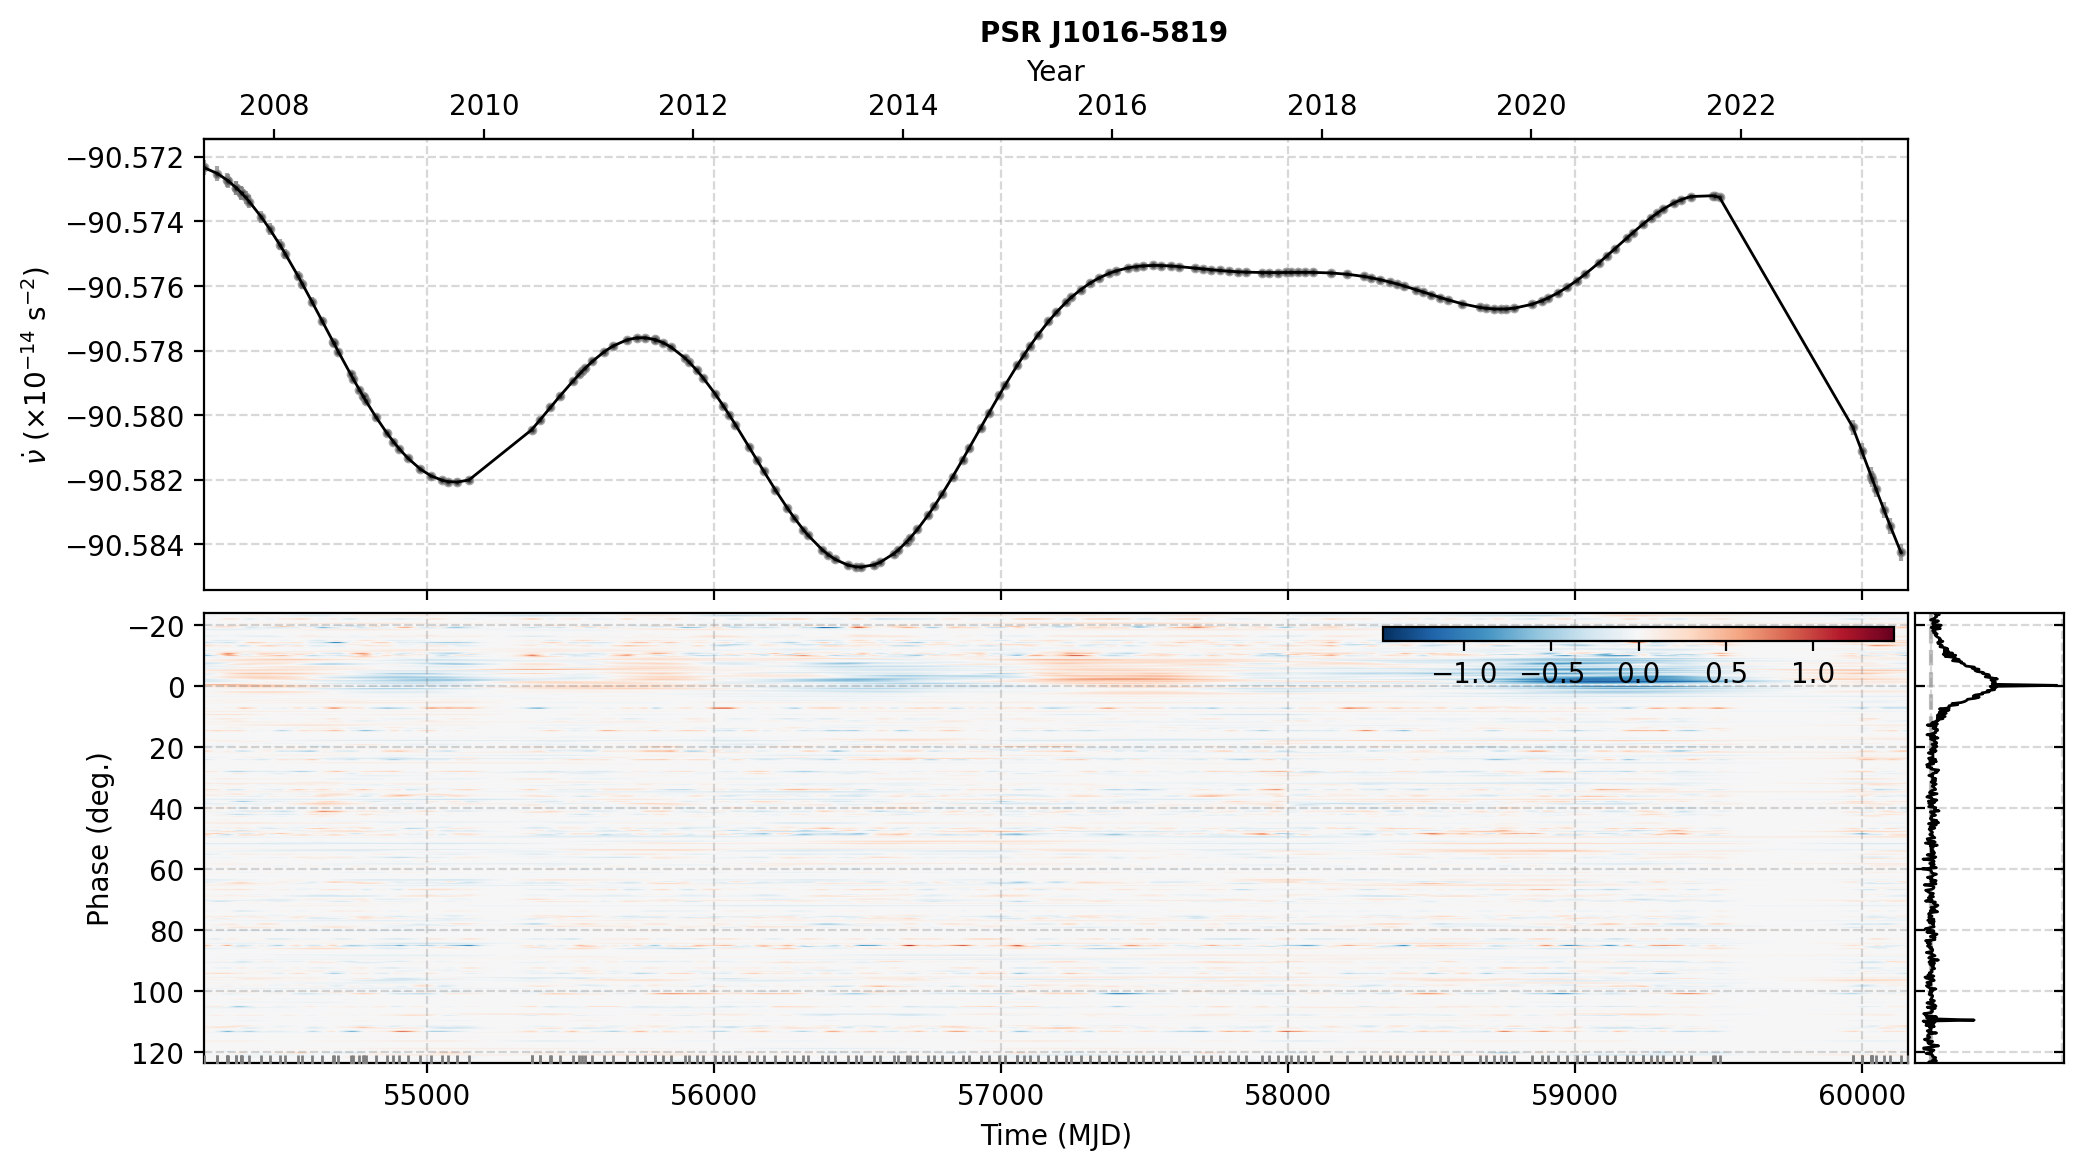 PSR J1016-5819
Year
2008 2010 2012 2014 2016 2018 2020 2022
−90.572
−90.574
−90.576
−90.578
−90.580
−90.582
−90.584
ν̇ (×10⁻¹⁴ s⁻²)
−20
0
20
40
60
80
100
120
Phase (deg.)
−1.0 −0.5 0.0 0.5 1.0
55000 56000 57000 58000 59000 60000
Time (MJD)